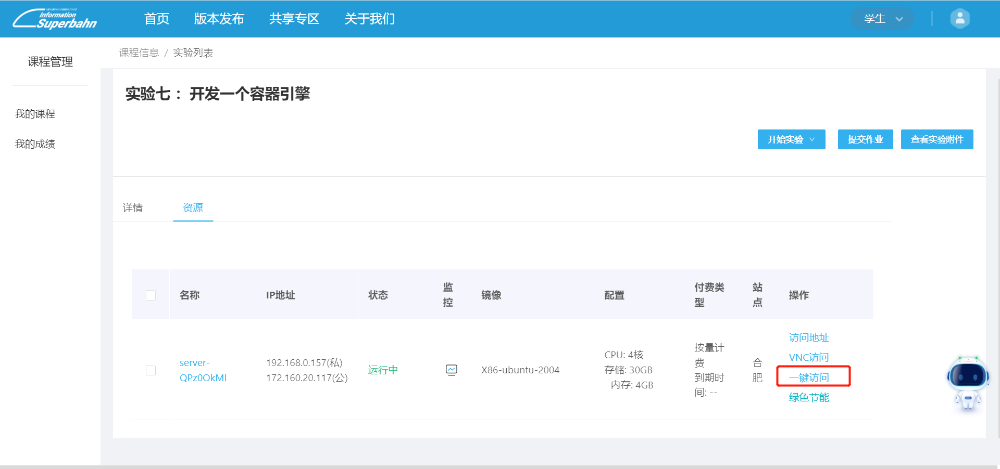 Information
Superbahn
首页
版本发布
共享专区
关于我们
学生
课程管理
我的课程
我的成绩
课程信息 / 实验列表
实验七：开发一个容器引擎
开始实验
提交作业
查看实验附件
详情
资源
名称
IP地址
状态
监
控
镜像
配置
付费类
型
站
点
操作
server-
QPz0OkMl
192.168.0.157(私)
172.160.20.117(公)
运行中
X86-ubuntu-2004
CPU: 4核
存储: 30GB
内存: 4GB
按量计
费
到期时
间: --
合
肥
访问地址
VNC访问
一键访问
绿色节能